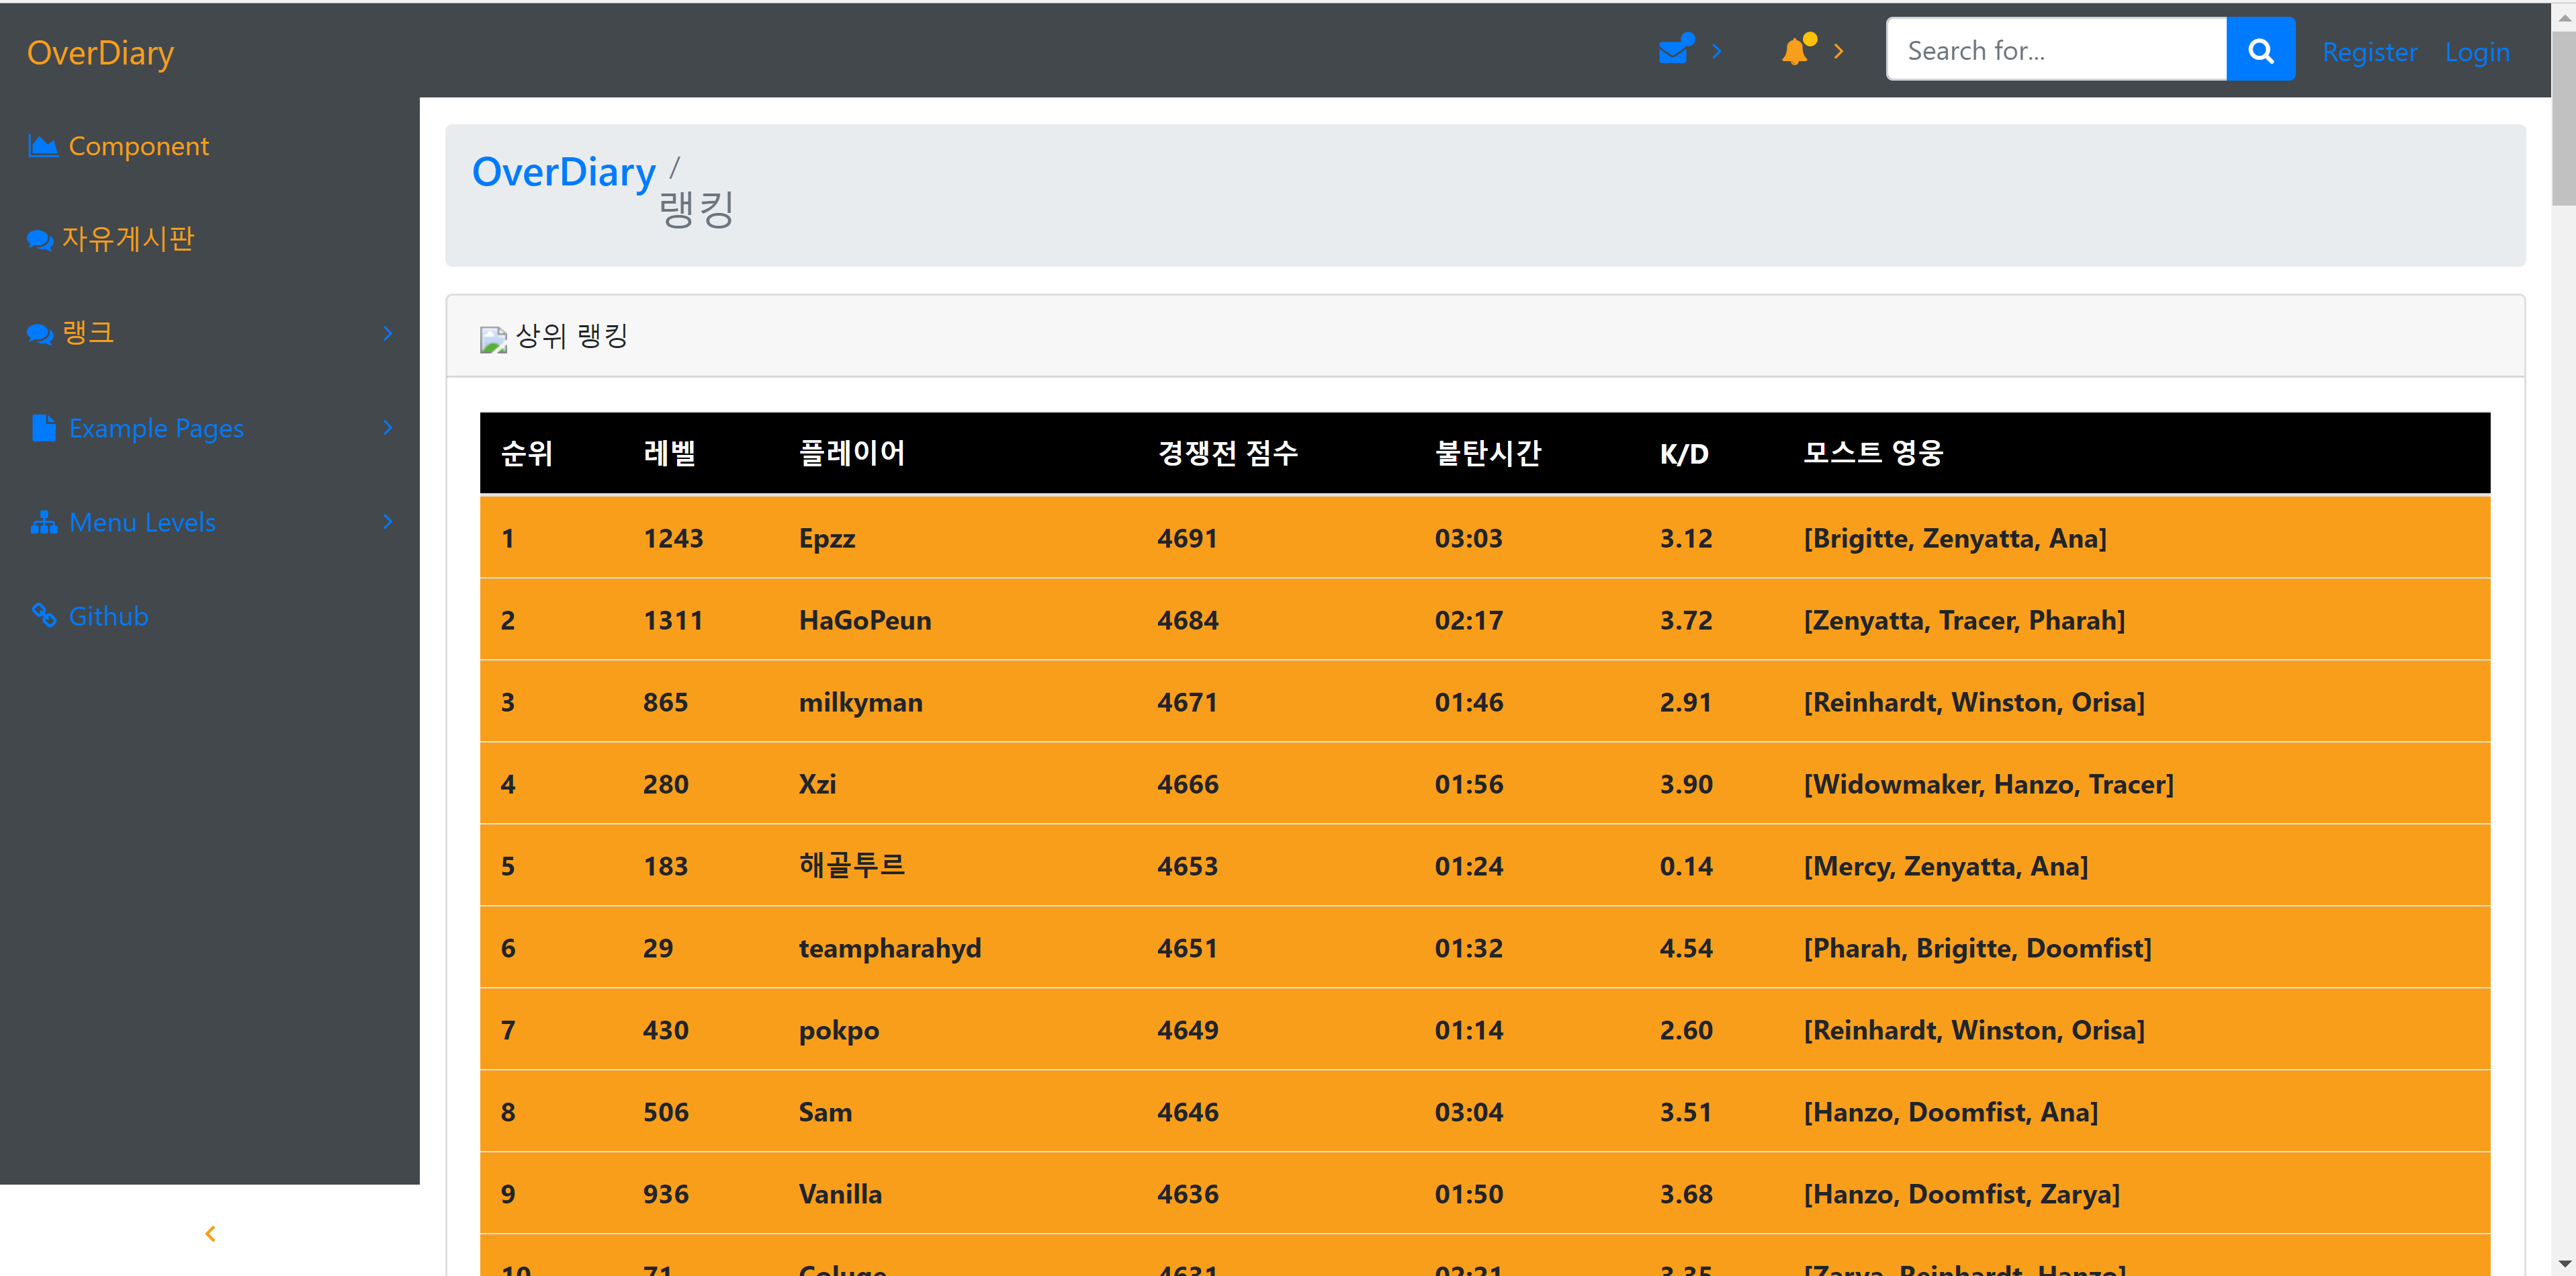 OverDiary
Search for...
Register
Login
Component
자유게시판
랭크
Example Pages
Menu Levels
Github
OverDiary /
랭킹
상위 랭킹
순위 레벨 플레이어 경쟁전 점수 불탄시간 K/D 모스트 영웅
1 1243 Epzz 4691 03:03 3.12 [Brigitte, Zenyatta, Ana]
2 1311 HaGoPeun 4684 02:17 3.72 [Zenyatta, Tracer, Pharah]
3 865 milkyman 4671 01:46 2.91 [Reinhardt, Winston, Orisa]
4 280 Xzi 4666 01:56 3.90 [Widowmaker, Hanzo, Tracer]
5 183 해골투르 4653 01:24 0.14 [Mercy, Zenyatta, Ana]
6 29 teampharahyd 4651 01:32 4.54 [Pharah, Brigitte, Doomfist]
7 430 pokpo 4649 01:14 2.60 [Reinhardt, Winston, Orisa]
8 506 Sam 4646 03:04 3.51 [Hanzo, Doomfist, Ana]
9 936 Vanilla 4636 01:50 3.68 [Hanzo, Doomfist, Zarya]
10 71 4631 02:21 3.35 [Zarya, Reinhardt, Hanzo]